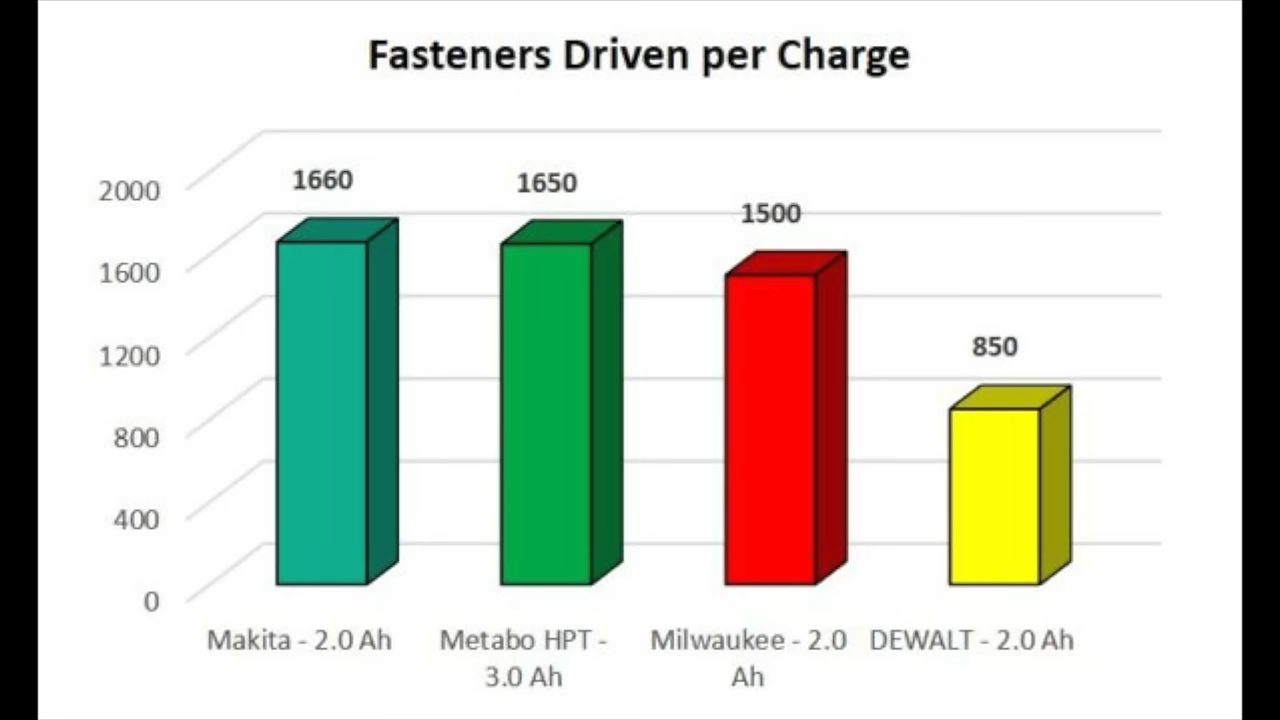 Fasteners Driven per Charge
2000
1600
1200
800
400
0
1660
1650
1500
850
Makita - 2.0 Ah
Metabo HPT -
3.0 Ah
Milwaukee - 2.0
Ah
DEWALT - 2.0 Ah